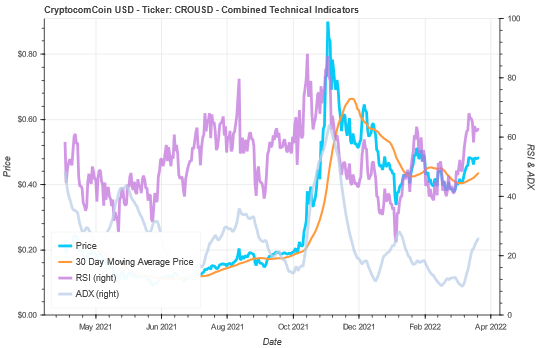 CryptocomCoin USD - Ticker: CROUSD - Combined Technical Indicators
$0.80
$0.60
$0.40
$0.20
$0.00
100
80
60
40
20
0
Price
RSI & ADX
Price
30 Day Moving Average Price
RSI (right)
ADX (right)
May 2021
Jun 2021
Aug 2021
Oct 2021
Dec 2021
Feb 2022
Apr 2022
Date